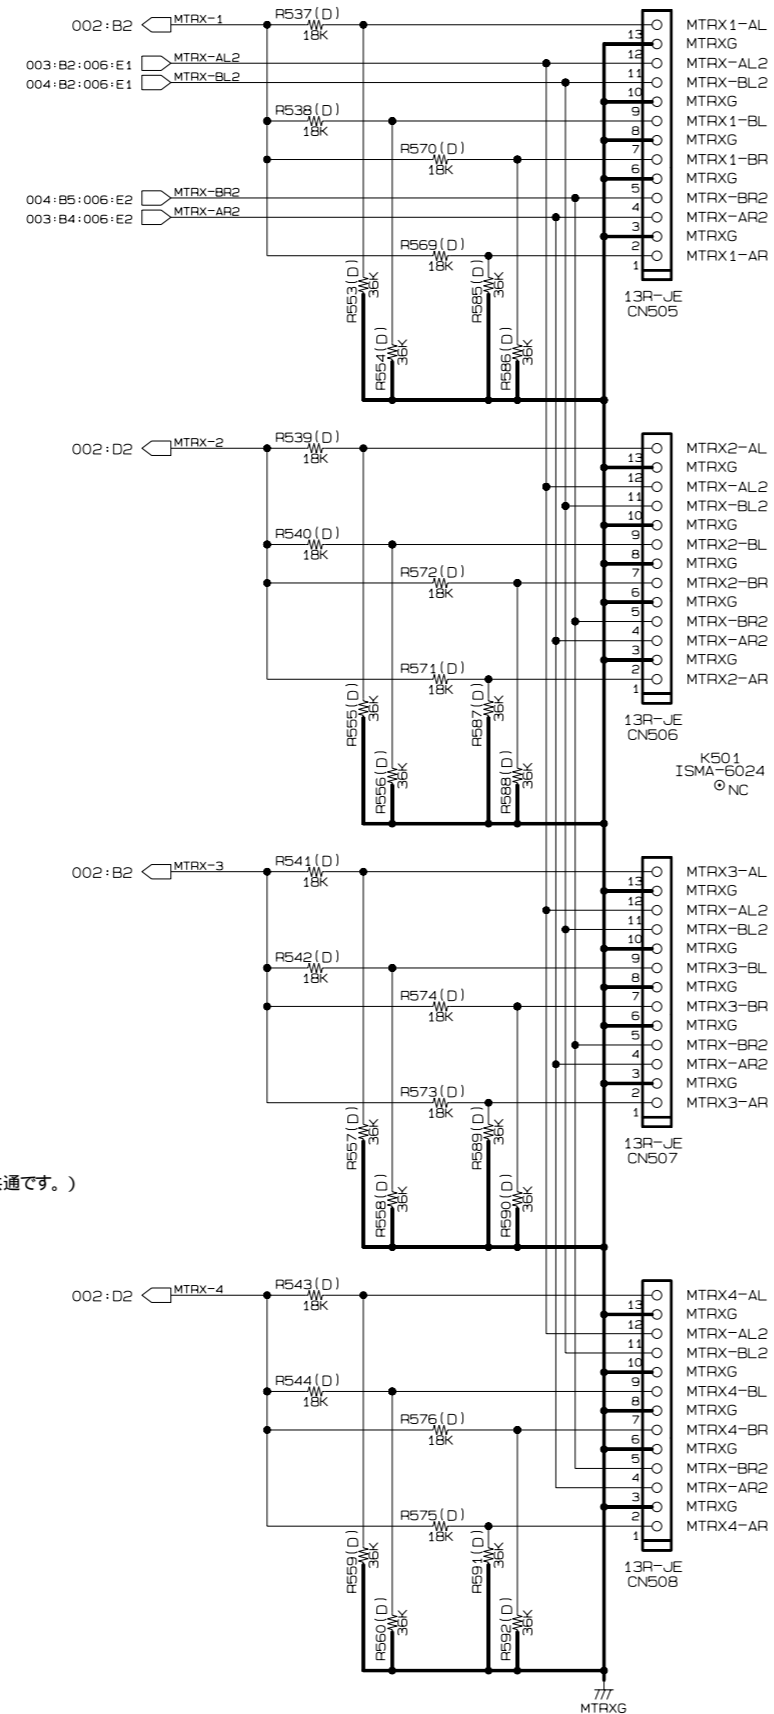 002:B2 MTRX-1 R537(D) 18K MTRX1-AL
13 MTRXG
003:B2:006:E1 MTRX-AL2 12 MTRX-AL2
004:B2:006:E1 MTRX-BL2 11 MTRX-BL2
10 MTRXG
R538(D) 18K 9 MTRX1-BL
8 MTRXG
R570(D) 18K 7 MTRX1-BR
6 MTRXG
004:B5:006:E2 MTRX-BR2 5 MTRX-BR2
003:B4:006:E2 MTRX-AR2 4 MTRX-AR2
3 MTRXG
R569(D) 18K 2 MTRX1-AR
1
R553(D) 36K
R585(D) 36K
13R-JE
CN505
R554(D) 36K
R586(D) 36K
002:D2 MTRX-2 R539(D) 18K MTRX2-AL
13 MTRXG
12 MTRX-AL2
11 MTRX-BL2
10 MTRXG
R540(D) 18K 9 MTRX2-BL
8 MTRXG
R572(D) 18K 7 MTRX2-BR
6 MTRXG
5 MTRX-BR2
4 MTRX-AR2
3 MTRXG
R571(D) 18K 2 MTRX2-AR
1
R555(D) 36K
R587(D) 36K
13R-JE
CN506
R556(D) 36K
R588(D) 36K
K501
ISMA-6024
NC
002:B2 MTRX-3 R541(D) 18K MTRX3-AL
13 MTRXG
12 MTRX-AL2
11 MTRX-BL2
10 MTRXG
R542(D) 18K 9 MTRX3-BL
8 MTRXG
R574(D) 18K 7 MTRX3-BR
6 MTRXG
5 MTRX-BR2
4 MTRX-AR2
3 MTRXG
R573(D) 18K 2 MTRX3-AR
1
R557(D) 36K
R589(D) 36K
13R-JE
CN507
R558(D) 36K
R590(D) 36K
通です。)
002:D2 MTRX-4 R543(D) 18K MTRX4-AL
13 MTRXG
12 MTRX-AL2
11 MTRX-BL2
10 MTRXG
R544(D) 18K 9 MTRX4-BL
8 MTRXG
R576(D) 18K 7 MTRX4-BR
6 MTRXG
5 MTRX-BR2
4 MTRX-AR2
3 MTRXG
R575(D) 18K 2 MTRX4-AR
1
R559(D) 36K
R591(D) 36K
13R-JE
CN508
R560(D) 36K
R592(D) 36K
MTRXG